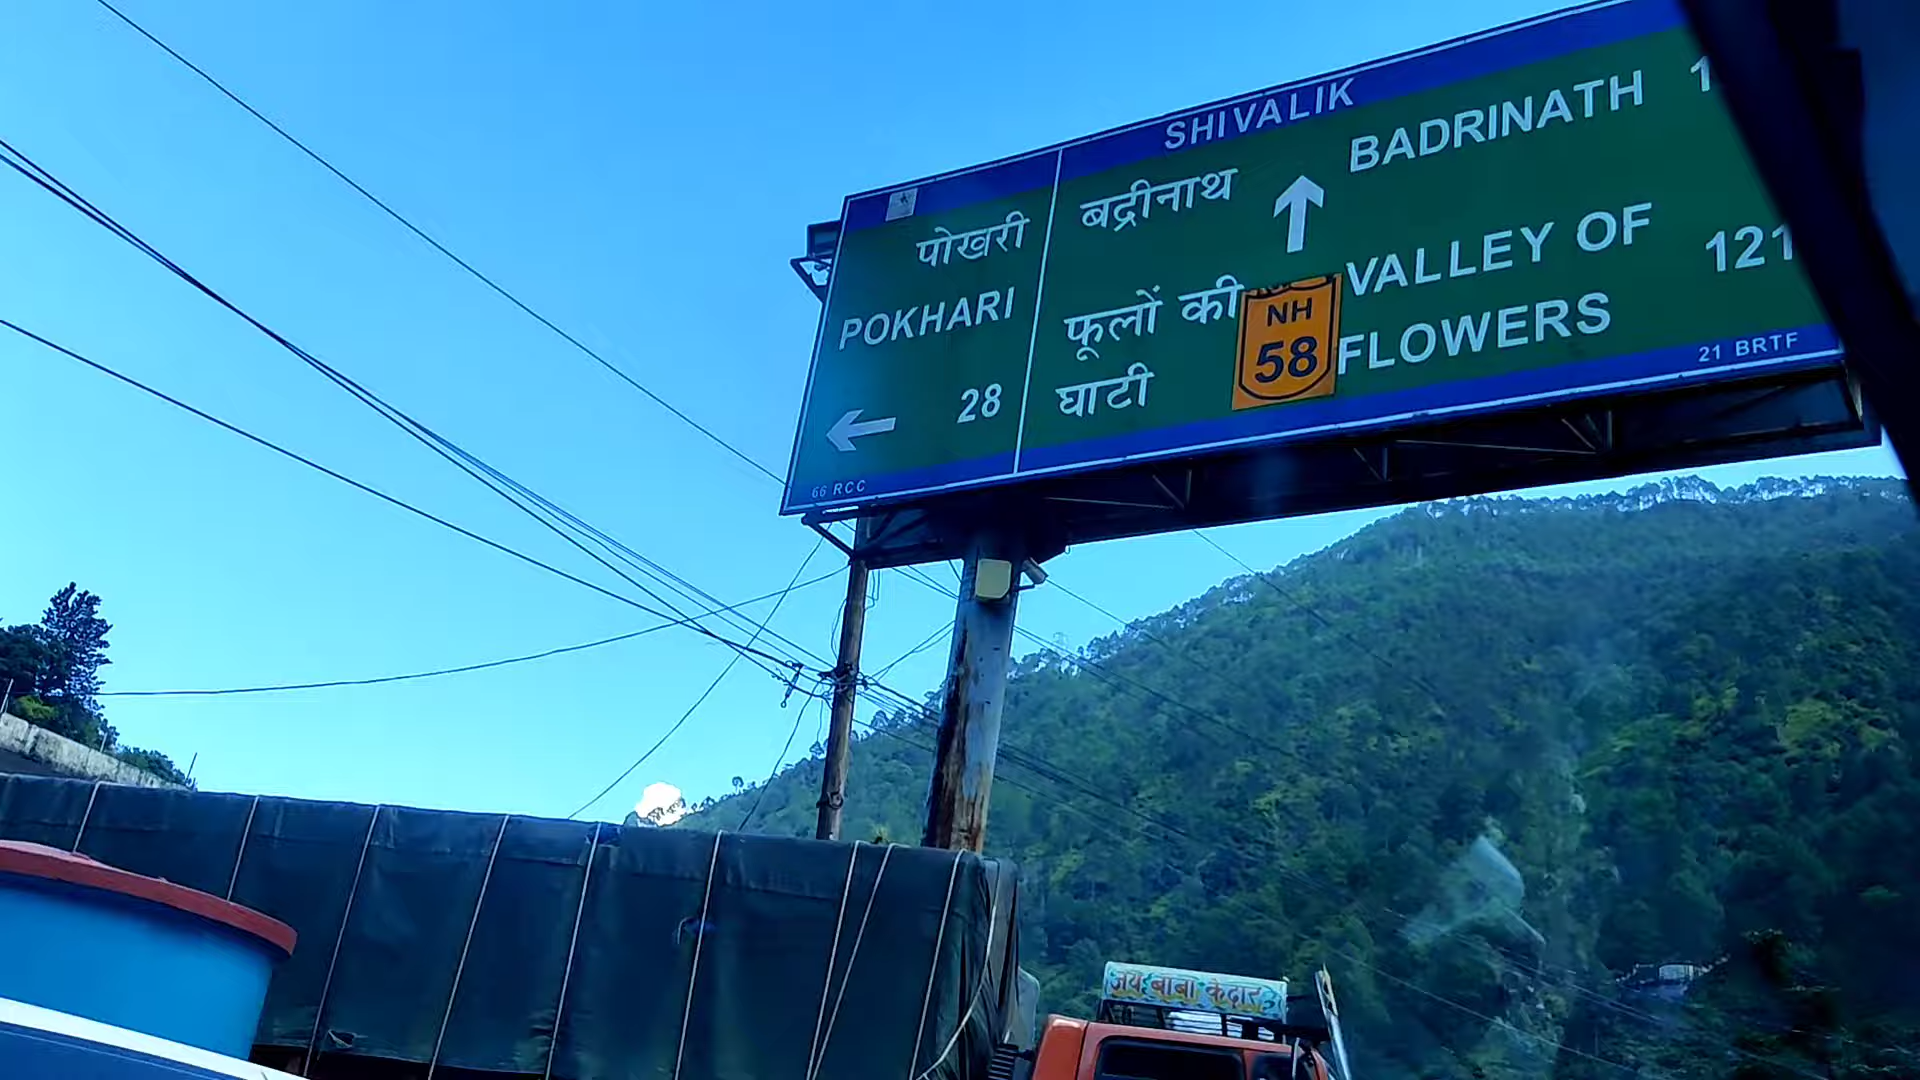 SHIVALIK
पोखरी
POKHARI
28
66 RCC
बद्रीनाथ
BADRINATH
फूलों की
घाटी
NH
58
VALLEY OF
FLOWERS
121
21 BRTF
जय बाबा केदार